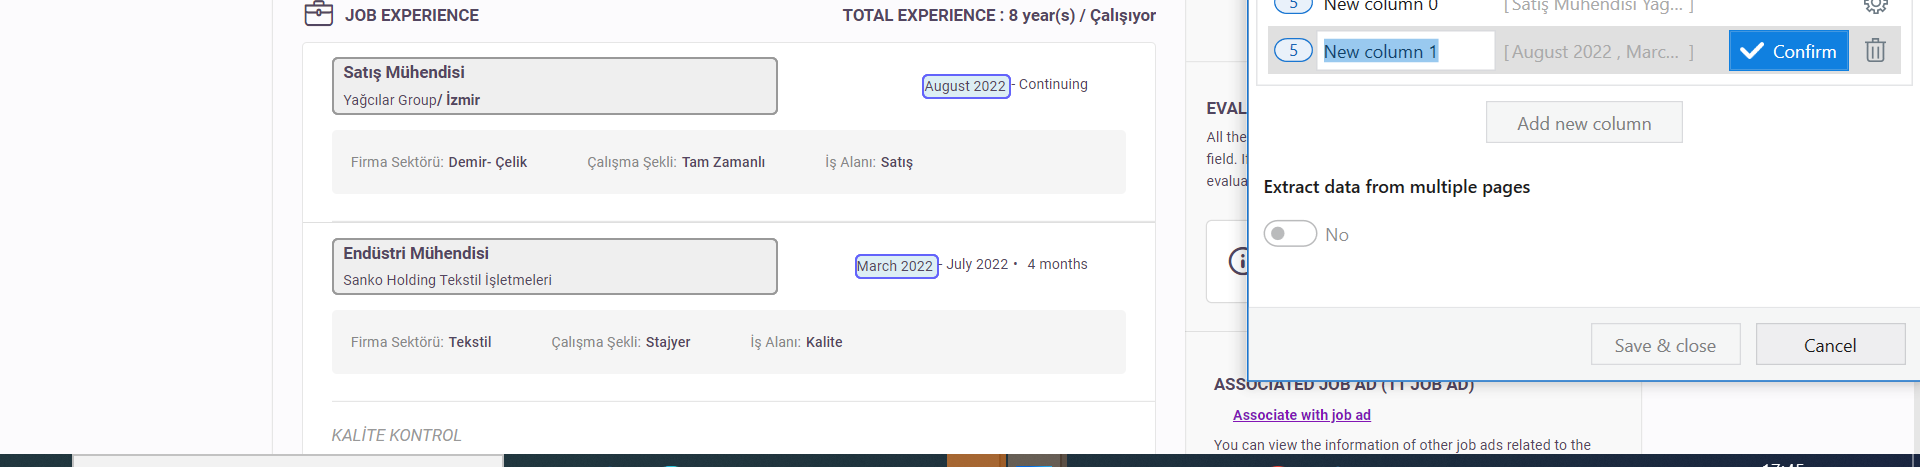 JOB EXPERIENCE
TOTAL EXPERIENCE : 8 year(s) / Çalışıyor
Satış Mühendisi
Yağcılar Group/ İzmir
August 2022 - Continuing
Firma Sektörü: Demir- Çelik
Çalışma Şekli: Tam Zamanlı
İş Alanı: Satış
Endüstri Mühendisi
Sanko Holding Tekstil İşletmeleri
March 2022 - July 2022 • 4 months
Firma Sektörü: Tekstil
Çalışma Şekli: Stajyer
İş Alanı: Kalite
KALİTE KONTROL
EVAL
All the
field. I
evalua
5 New column 0 [ Satış Mühendisi Yağ... ]
5 New column 1 [ August 2022 , Marc... ] Confirm
Add new column
Extract data from multiple pages
No
Save & close
Cancel
ASSOCIATED JOB AD (11 JOB AD)
Associate with job ad
You can view the information of other job ads related to the